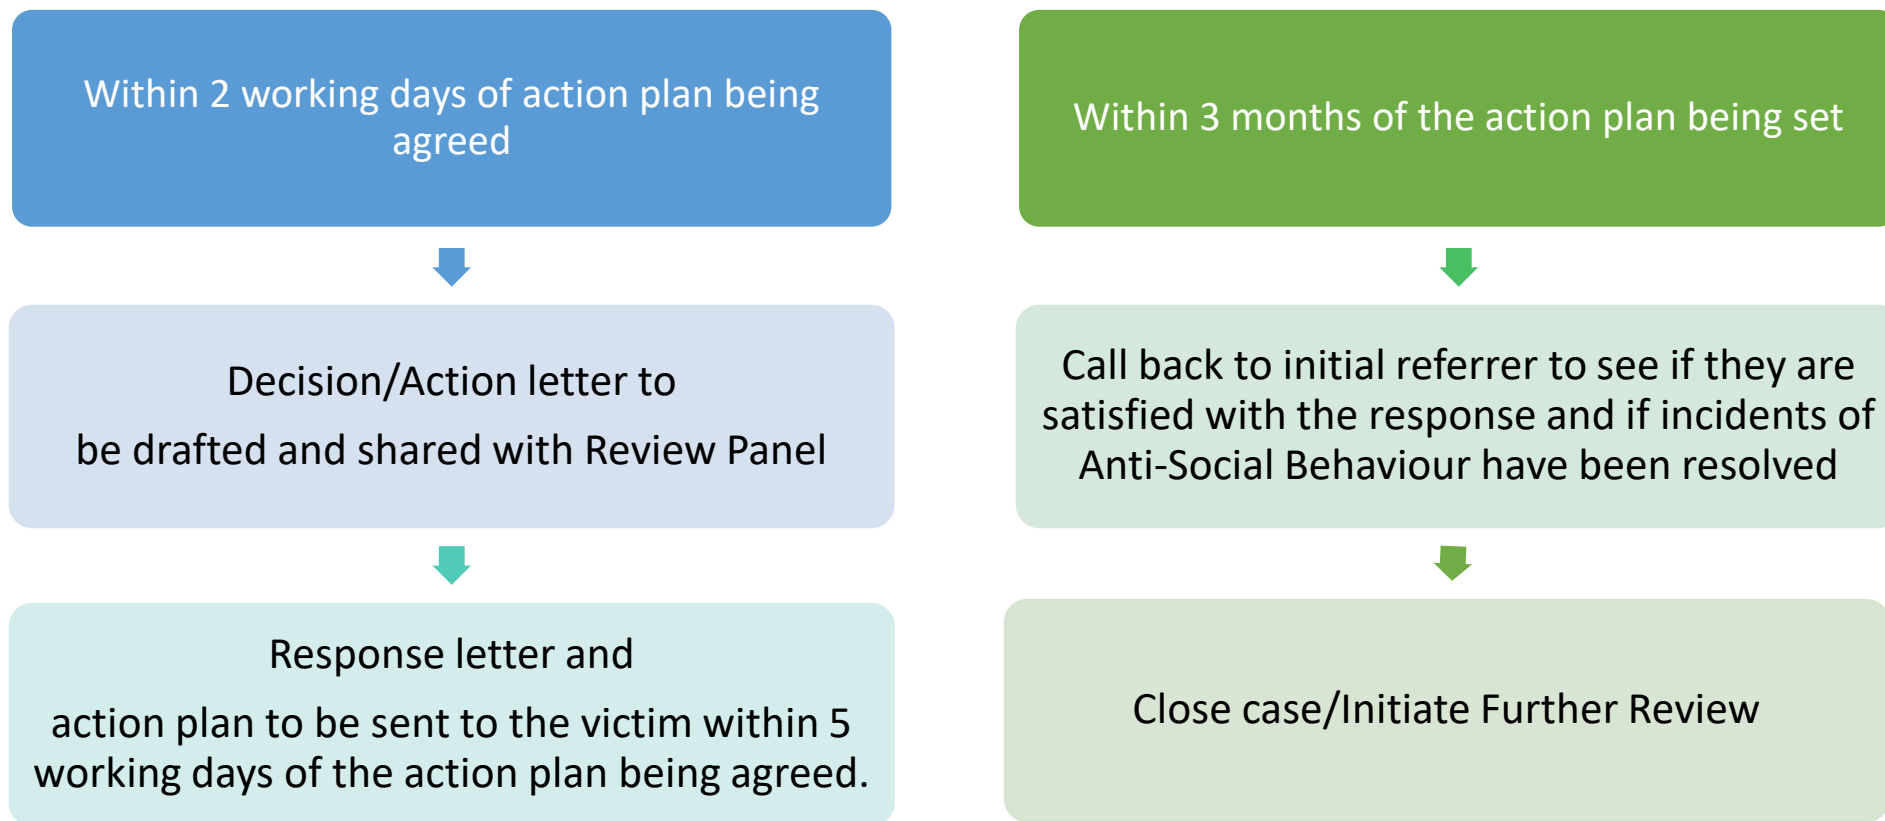 Within 2 working days of action plan being
agreed
Decision/Action letter to
be drafted and shared with Review Panel
Response letter and
action plan to be sent to the victim within 5
working days of the action plan being agreed.
Within 3 months of the action plan being set
Call back to initial referrer to see if they are
satisfied with the response and if incidents of
Anti-Social Behaviour have been resolved
Close case/Initiate Further Review